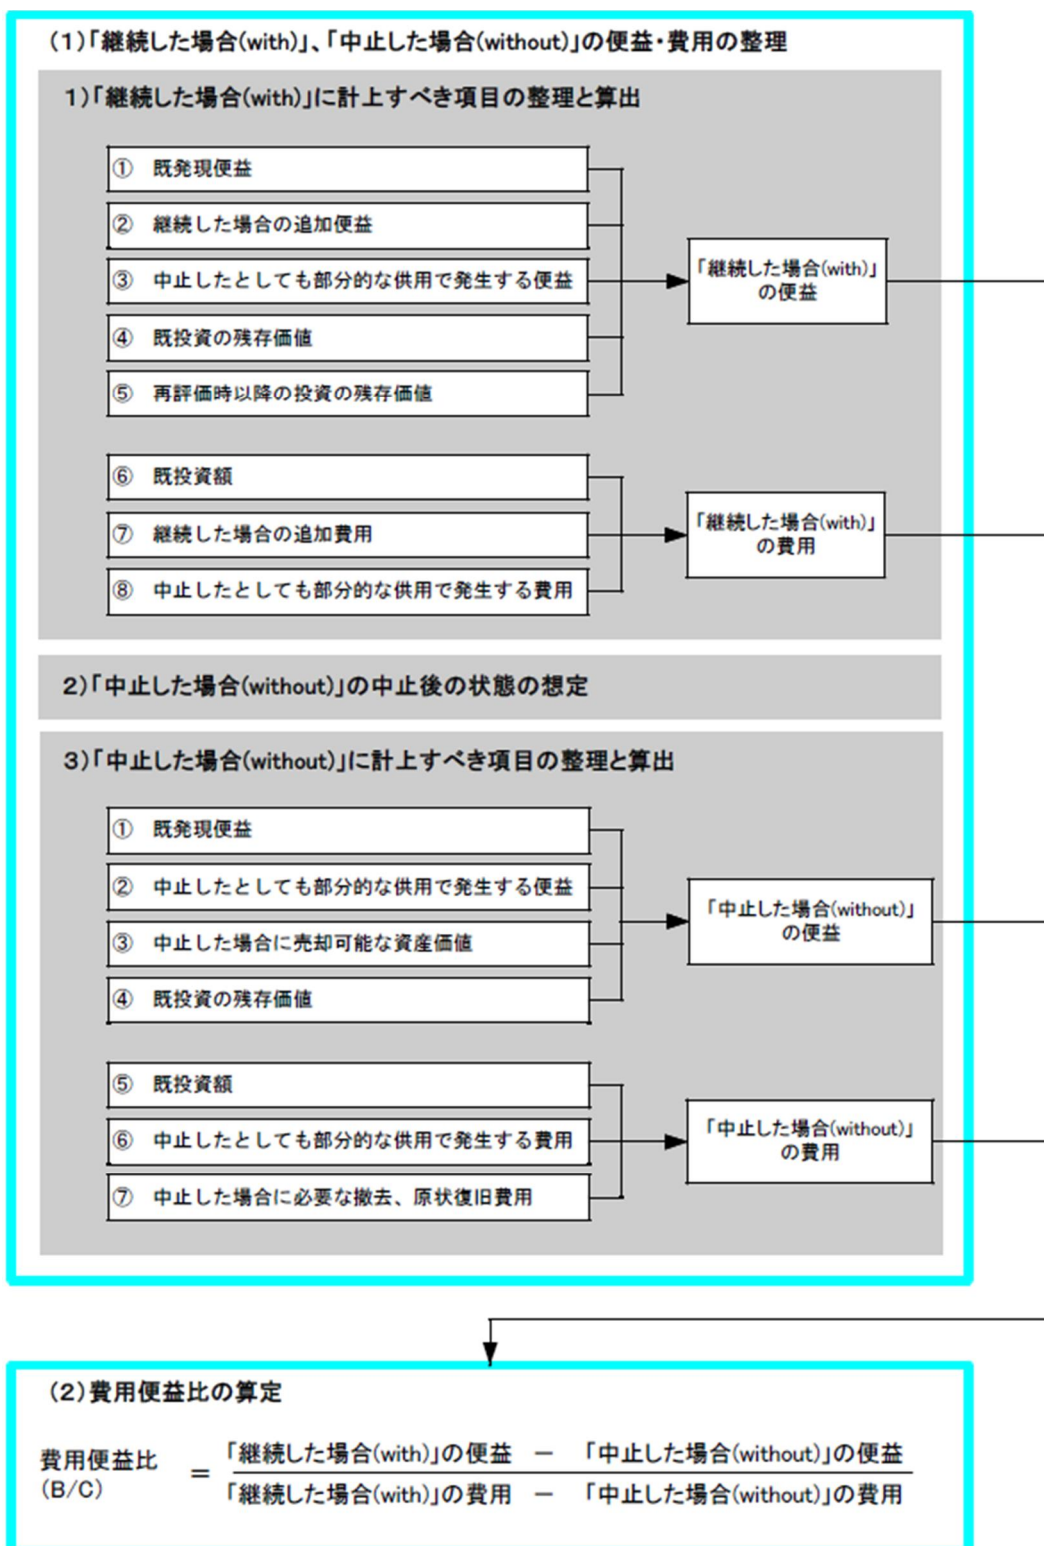 (1)「継続した場合(with)」、「中止した場合(without)」の便益・費用の整理
1)「継続した場合(with)」に計上すべき項目の整理と算出
① 既発現便益
② 継続した場合の追加便益
③ 中止したとしても部分的な供用で発生する便益
④ 既投資の残存価値
⑤ 再評価時以降の投資の残存価値
「継続した場合(with)」
の便益
⑥ 既投資額
⑦ 継続した場合の追加費用
⑧ 中止したとしても部分的な供用で発生する費用
「継続した場合(with)」
の費用
2)「中止した場合(without)」の中止後の状態の想定
3)「中止した場合(without)」に計上すべき項目の整理と算出
① 既発現便益
② 中止したとしても部分的な供用で発生する便益
③ 中止した場合に売却可能な資産価値
④ 既投資の残存価値
「中止した場合(without)」
の便益
⑤ 既投資額
⑥ 中止したとしても部分的な供用で発生する費用
⑦ 中止した場合に必要な撤去、原状復旧費用
「中止した場合(without)」
の費用
(2)費用便益比の算定
費用便益比
(B/C)
=
「継続した場合(with)」の便益 － 「中止した場合(without)」の便益
「継続した場合(with)」の費用 － 「中止した場合(without)」の費用